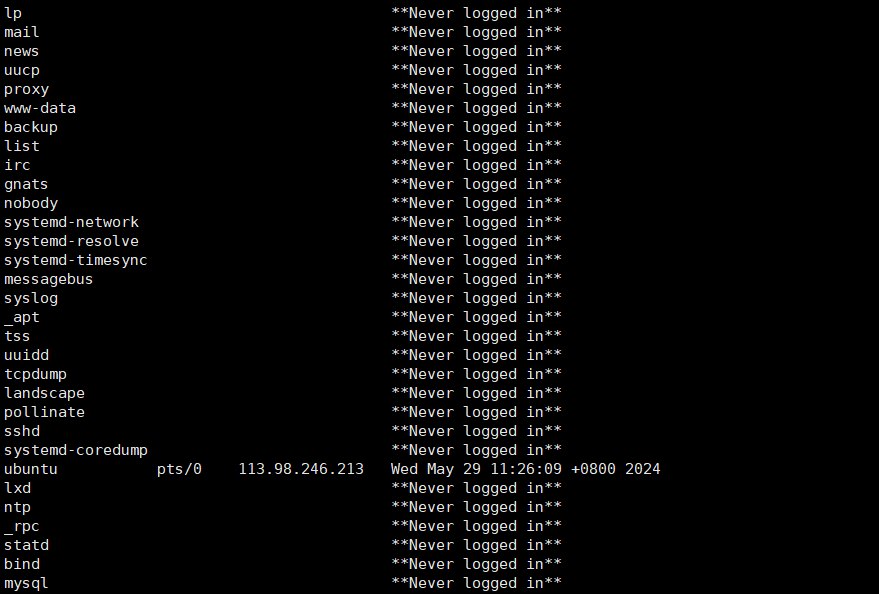 lp                                         **Never logged in**
mail                                       **Never logged in**
news                                       **Never logged in**
uucp                                       **Never logged in**
proxy                                      **Never logged in**
www-data                                   **Never logged in**
backup                                     **Never logged in**
list                                       **Never logged in**
irc                                        **Never logged in**
gnats                                      **Never logged in**
nobody                                     **Never logged in**
systemd-network                            **Never logged in**
systemd-resolve                            **Never logged in**
systemd-timesync                           **Never logged in**
messagebus                                 **Never logged in**
syslog                                     **Never logged in**
_apt                                       **Never logged in**
tss                                        **Never logged in**
uuidd                                      **Never logged in**
tcpdump                                    **Never logged in**
landscape                                  **Never logged in**
pollinate                                  **Never logged in**
sshd                                       **Never logged in**
systemd-coredump                           **Never logged in**
ubuntu           pts/0    113.98.246.213   Wed May 29 11:26:09 +0800 2024
lxd                                        **Never logged in**
ntp                                        **Never logged in**
_rpc                                       **Never logged in**
statd                                      **Never logged in**
bind                                       **Never logged in**
mysql                                      **Never logged in**